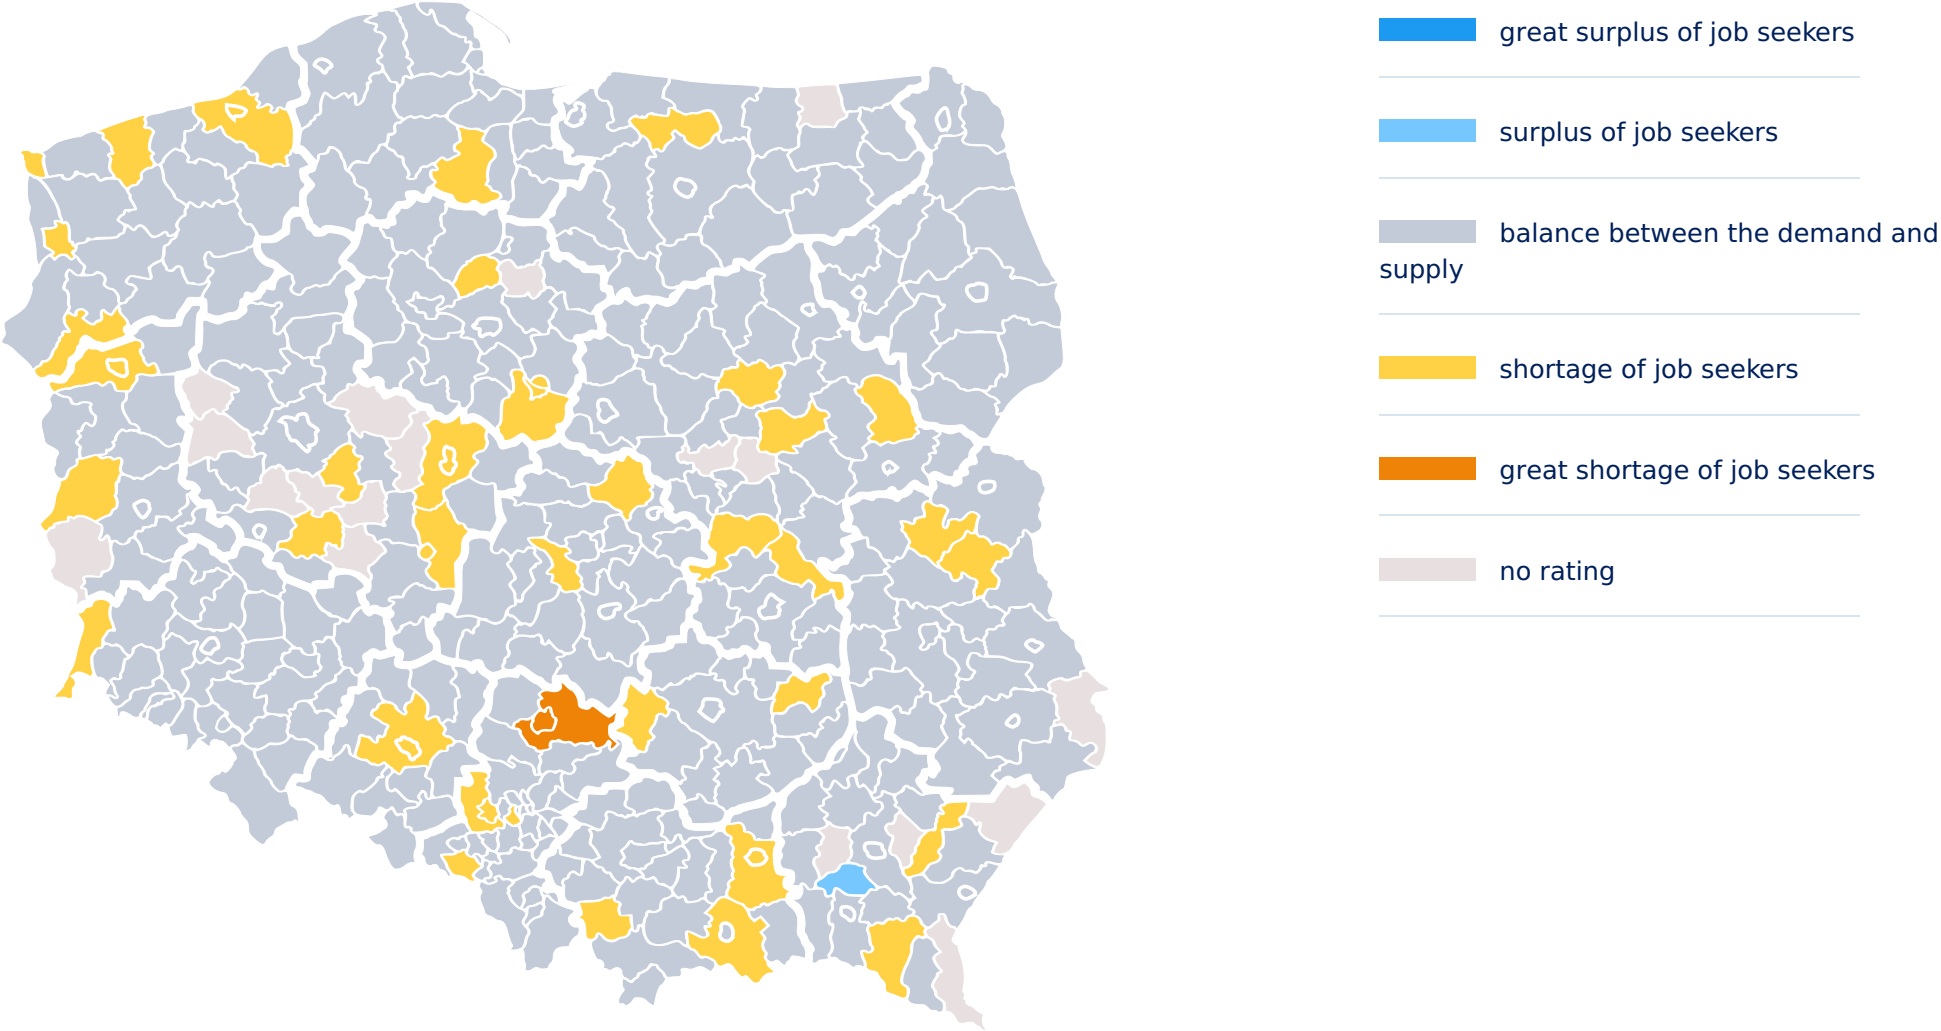 great surplus of job seekers
surplus of job seekers
balance between the demand and
supply
shortage of job seekers
great shortage of job seekers
no rating